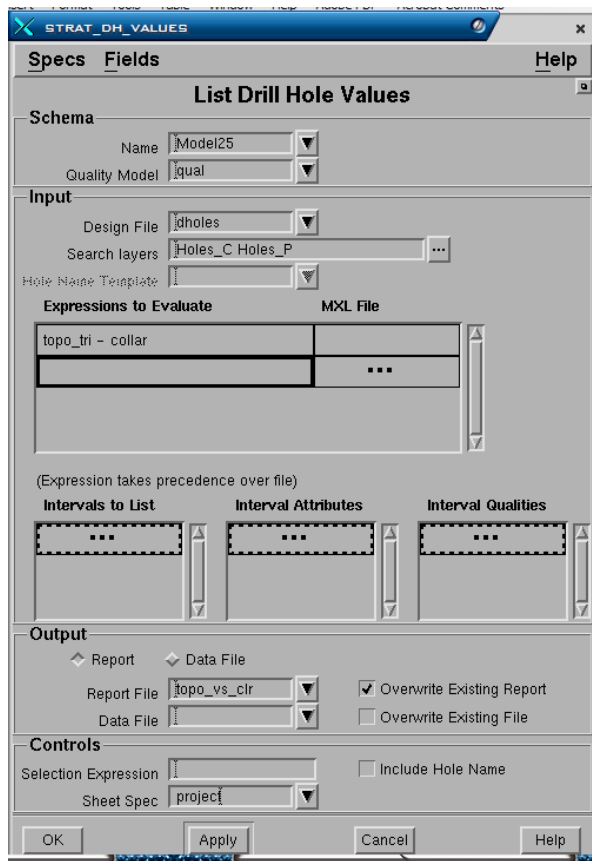 STRAT_DH_VALUES
Specs Fields Help
List Drill Hole Values
Schema
Name Model25
Quality Model qual
Input
Design File dholes
Search layers Holes_C Holes_P ...
Hole Name Template
Expressions to Evaluate MXL File
topo_tri - collar
...
(Expression takes precedence over file)
Intervals to List Interval Attributes Interval Qualities
... ... ...
Output
Report Data File
Report File topo_vs_clr Overwrite Existing Report
Data File Overwrite Existing File
Controls
Selection Expression Include Hole Name
Sheet Spec project
OK Apply Cancel Help